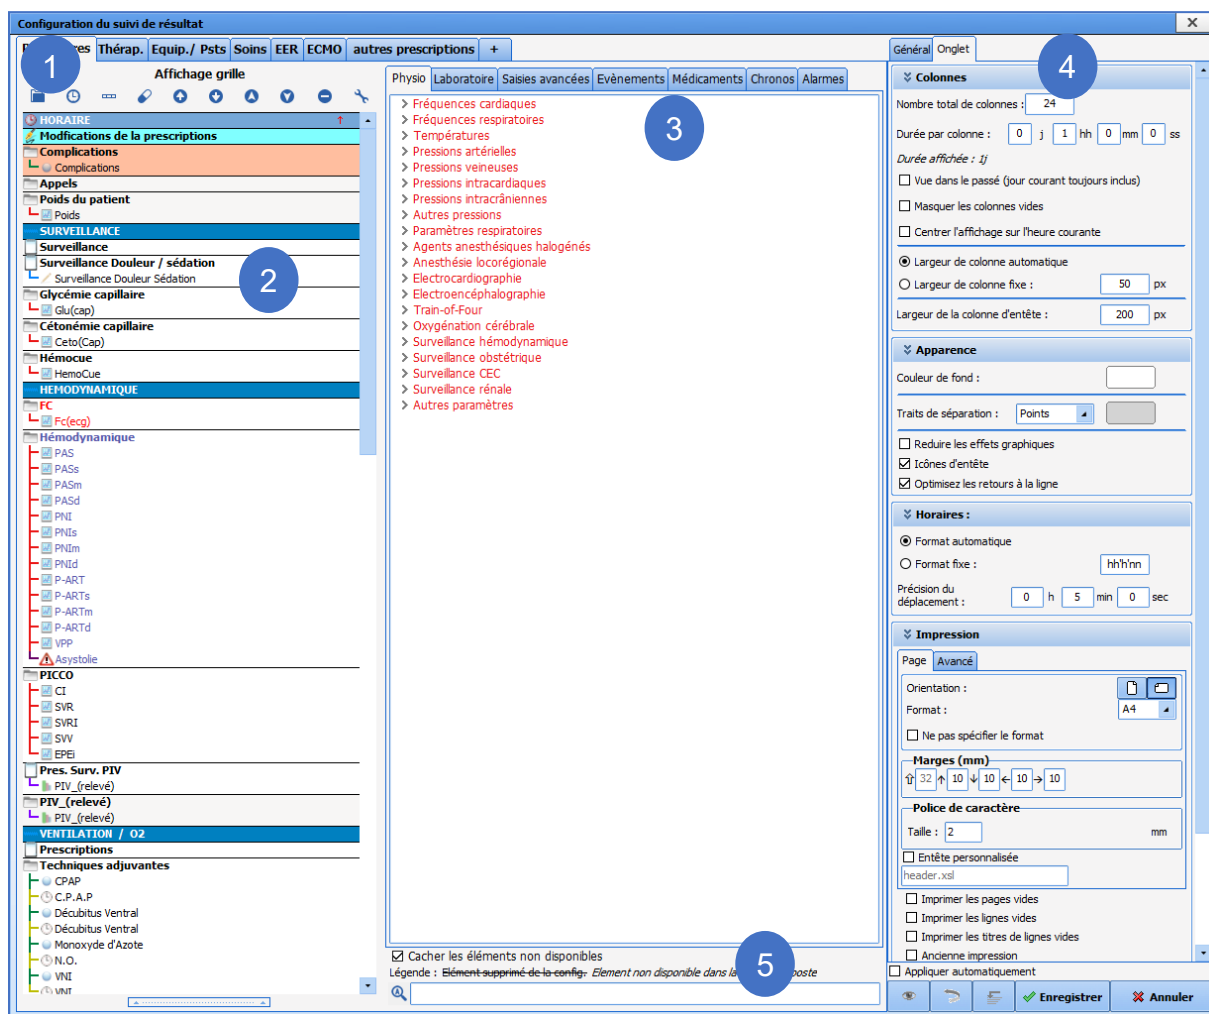 Configuration du suivi de résultat
Thérap. Equip./ Psts Soins EER ECMO autres prescriptions +
Affichage grille
1
HORAIRE
Modfications de la prescriptions
Complications
Complications
Appels
Poids du patient
Poids
SURVEILLANCE
Surveillance
Surveillance Douleur / sédation
Surveillance Douleur Sédation
2
Glycémie capillaire
Glu(cap)
Cétonémie capillaire
Ceto(Cap)
Hémocue
HemoCue
HEMODYNAMIQUE
FC
Fc(ecg)
Hémodynamique
PAS
PASs
PASm
PASd
PNI
PNIs
PNIm
PNId
P-ART
P-ARTs
P-ARTm
P-ARTd
VPP
Asystolie
PICCO
CI
SVR
SVRI
SVV
EPEi
Pres. Surv. PIV
PIV_(relevé)
PIV_(relevé)
PIV_(relevé)
VENTILATION / O2
Prescriptions
Techniques adjuvantes
CPAP
C.P.A.P
Décubitus Ventral
Décubitus Ventral
Monoxyde d'Azote
N.O.
VNI
VNI
Physio Laboratoire Saisies avancées Evènements Médicaments Chronos Alarmes
3
Fréquences cardiaques
Fréquences respiratoires
Températures
Pressions artérielles
Pressions veineuses
Pressions intracardiaques
Pressions intracrâniennes
Autres pressions
Paramètres respiratoires
Agents anesthésiques halogénés
Anesthésie locorégionale
Electrocardiographie
Electroencéphalographie
Train-of-Four
Oxygénation cérébrale
Surveillance hémodynamique
Surveillance obstétrique
Surveillance CEC
Surveillance rénale
Autres paramètres
Cacher les éléments non disponibles
Légende : Elément supprimé de la config. Element non disponible dans la
5
Général Onglet
4
Colonnes
Nombre total de colonnes : 24
Durée par colonne : 0 j 1 hh 0 mm 0 ss
Durée affichée : 1j
Vue dans le passé (jour courant toujours inclus)
Masquer les colonnes vides
Centrer l'affichage sur l'heure courante
Largeur de colonne automatique
Largeur de colonne fixe : 50 px
Largeur de la colonne d'entête : 200 px
Apparence
Couleur de fond :
Traits de séparation : Points
Reduire les effets graphiques
Icônes d'entête
Optimisez les retours à la ligne
Horaires :
Format automatique
Format fixe : hh'h'nn
Précision du
déplacement : 0 h 5 min 0 sec
Impression
Page Avancé
Orientation :
Format : A4
Ne pas spécifier le format
Marges (mm)
32 10 10 10 10
Police de caractère
Taille : 2 mm
Entête personnalisée
header.xsl
Imprimer les pages vides
Imprimer les lignes vides
Imprimer les titres de lignes vides
Ancienne impression
Appliquer automatiquement
Enregistrer Annuler